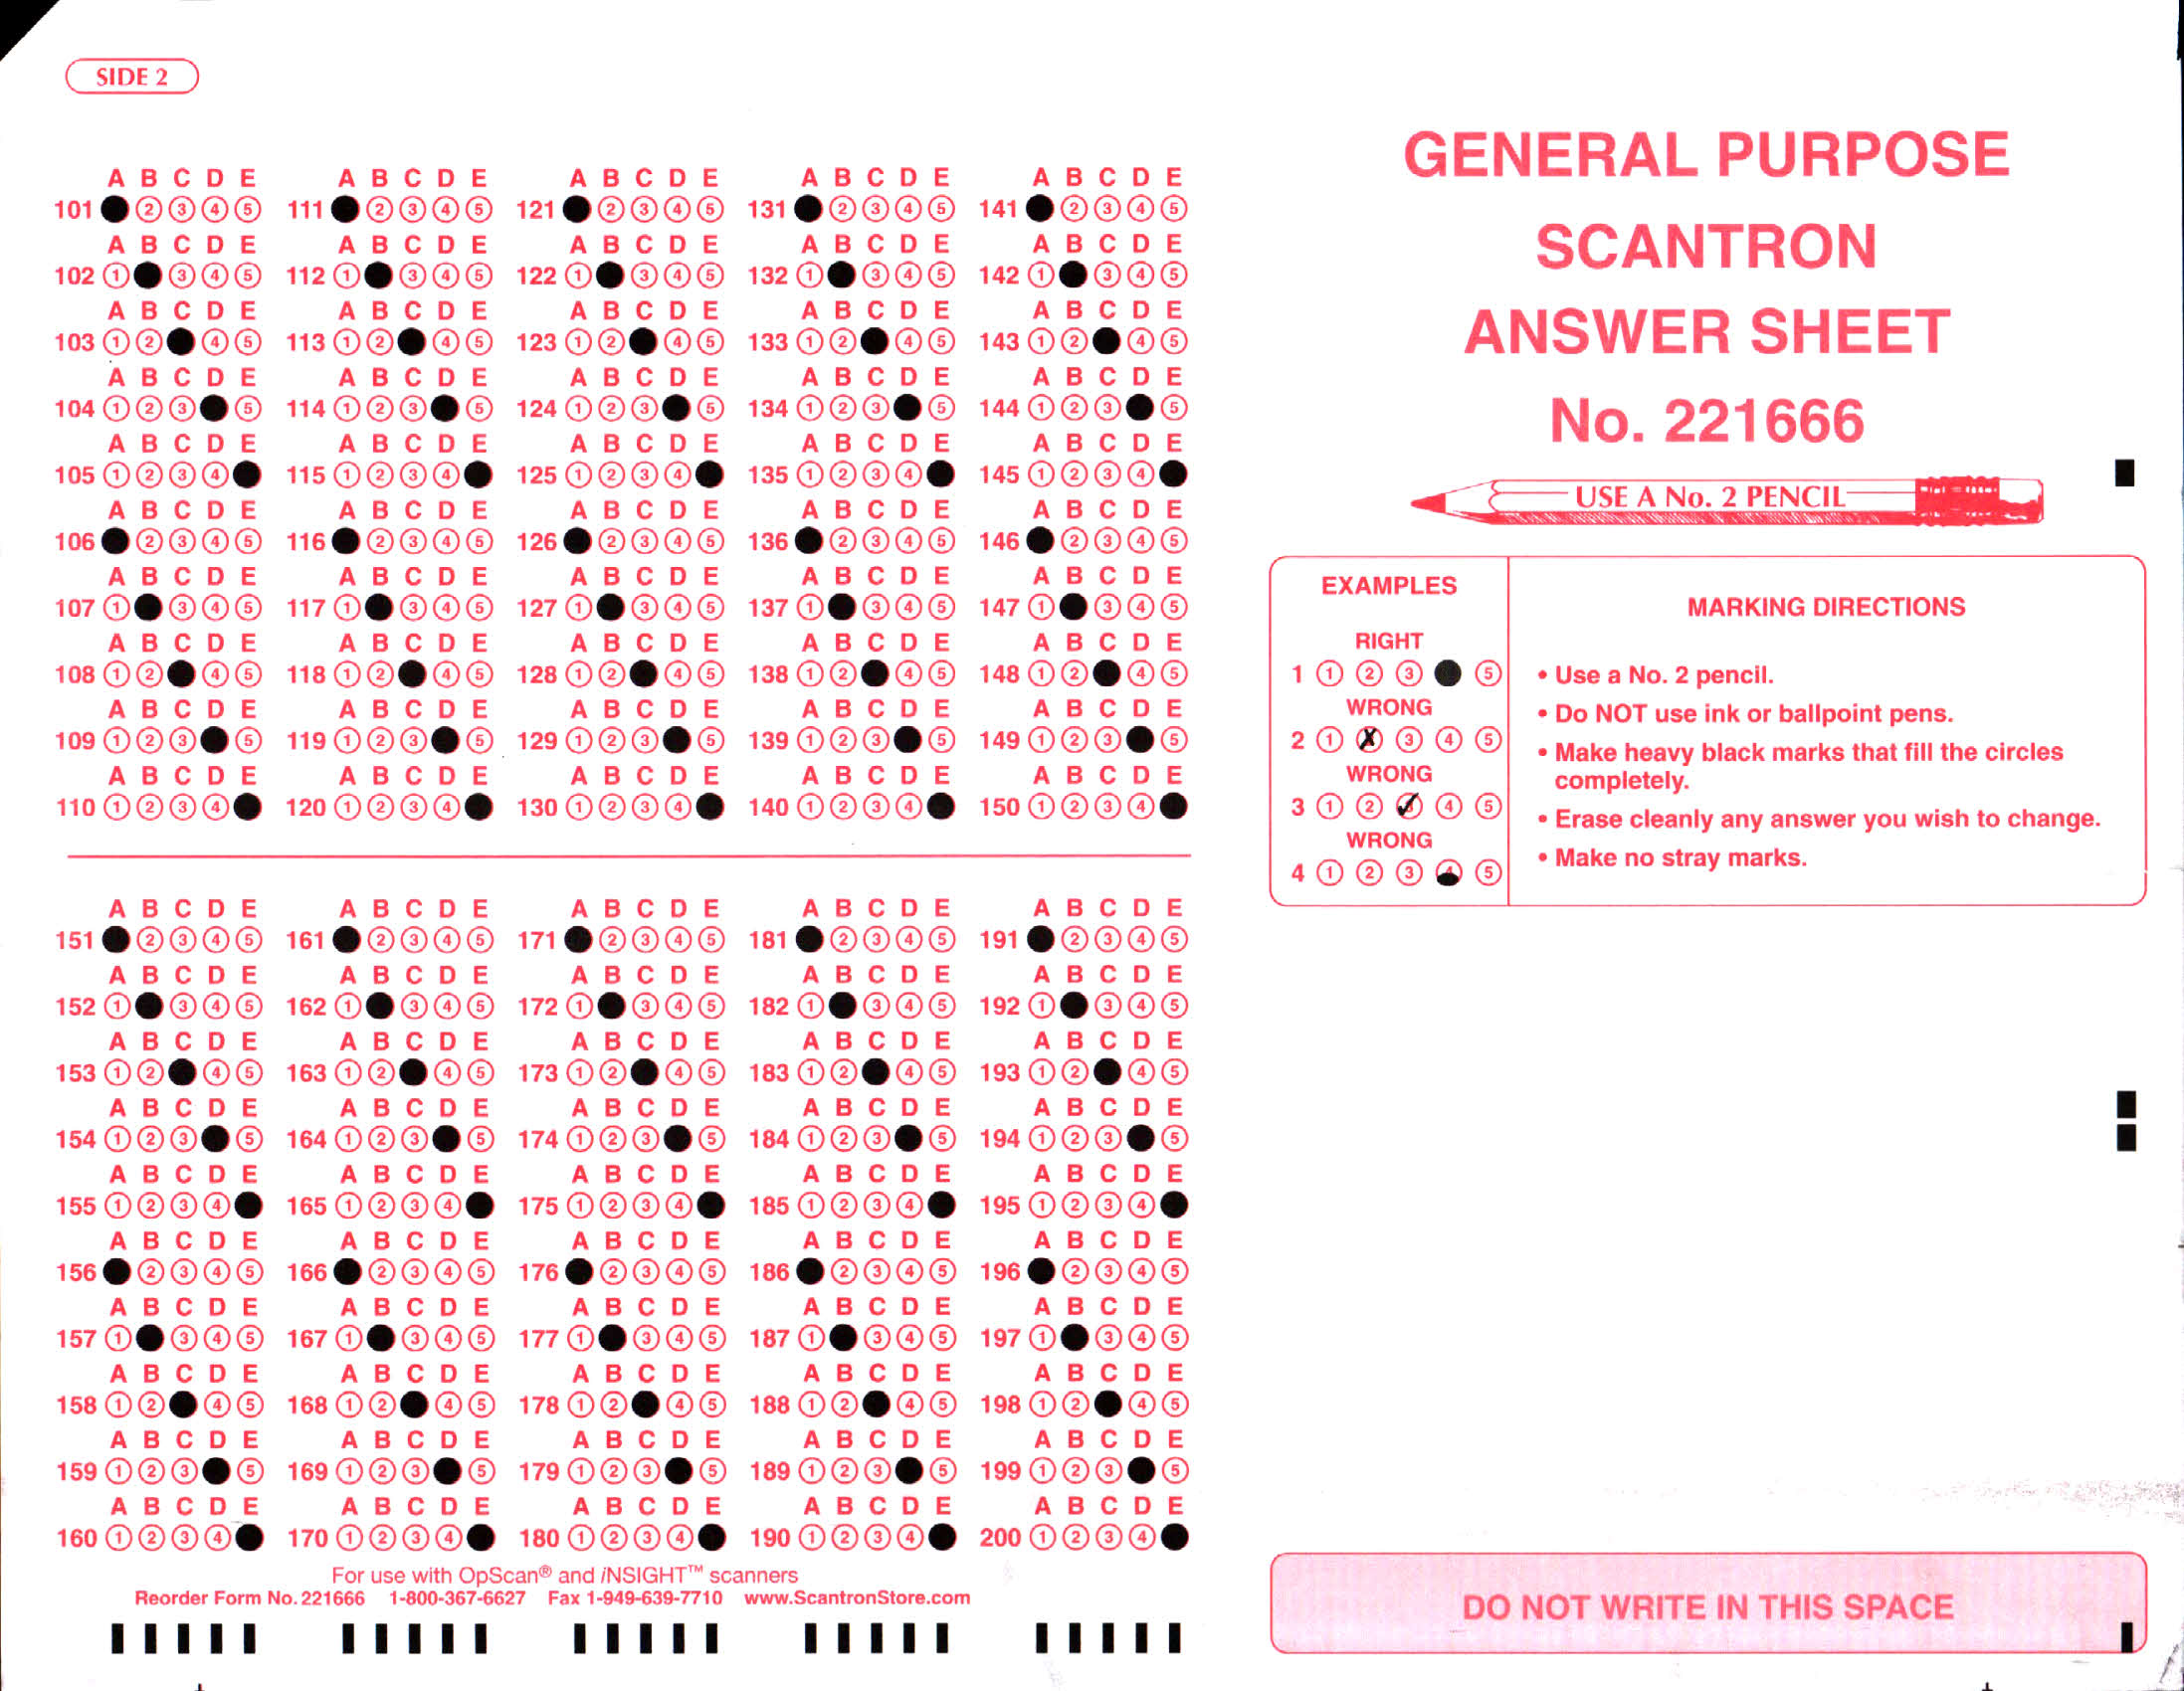 SIDE 2
A B C D E A B C D E A B C D E A B C D E A B C D E
101 2 3 4 5 111 2 3 4 5 121 2 3 4 5 131 2 3 4 5 141 2 3 4 5
A B C D E A B C D E A B C D E A B C D E A B C D E
102 1 3 4 5 112 1 3 4 5 122 1 3 4 5 132 1 3 4 5 142 1 3 4 5
A B C D E A B C D E A B C D E A B C D E A B C D E
103 1 2 4 5 113 1 2 4 5 123 1 2 4 5 133 1 2 4 5 143 1 2 4 5
A B C D E A B C D E A B C D E A B C D E A B C D E
104 1 2 3 5 114 1 2 3 5 124 1 2 3 5 134 1 2 3 5 144 1 2 3 5
A B C D E A B C D E A B C D E A B C D E A B C D E
105 1 2 3 4 115 1 2 3 4 125 1 2 3 4 135 1 2 3 4 145 1 2 3 4
A B C D E A B C D E A B C D E A B C D E A B C D E
106 2 3 4 5 116 2 3 4 5 126 2 3 4 5 136 2 3 4 5 146 2 3 4 5
A B C D E A B C D E A B C D E A B C D E A B C D E
107 1 3 4 5 117 1 3 4 5 127 1 3 4 5 137 1 3 4 5 147 1 3 4 5
A B C D E A B C D E A B C D E A B C D E A B C D E
108 1 2 4 5 118 1 2 4 5 128 1 2 4 5 138 1 2 4 5 148 1 2 4 5
A B C D E A B C D E A B C D E A B C D E A B C D E
109 1 2 3 5 119 1 2 3 5 129 1 2 3 5 139 1 2 3 5 149 1 2 3 5
A B C D E A B C D E A B C D E A B C D E A B C D E
110 1 2 3 4 120 1 2 3 4 130 1 2 3 4 140 1 2 3 4 150 1 2 3 4
A B C D E A B C D E A B C D E A B C D E A B C D E
151 2 3 4 5 161 2 3 4 5 171 2 3 4 5 181 2 3 4 5 191 2 3 4 5
A B C D E A B C D E A B C D E A B C D E A B C D E
152 1 3 4 5 162 1 3 4 5 172 1 3 4 5 182 1 3 4 5 192 1 3 4 5
A B C D E A B C D E A B C D E A B C D E A B C D E
153 1 2 4 5 163 1 2 4 5 173 1 2 4 5 183 1 2 4 5 193 1 2 4 5
A B C D E A B C D E A B C D E A B C D E A B C D E
154 1 2 3 5 164 1 2 3 5 174 1 2 3 5 184 1 2 3 5 194 1 2 3 5
A B C D E A B C D E A B C D E A B C D E A B C D E
155 1 2 3 4 165 1 2 3 4 175 1 2 3 4 185 1 2 3 4 195 1 2 3 4
A B C D E A B C D E A B C D E A B C D E A B C D E
156 2 3 4 5 166 2 3 4 5 176 2 3 4 5 186 2 3 4 5 196 2 3 4 5
A B C D E A B C D E A B C D E A B C D E A B C D E
157 1 3 4 5 167 1 3 4 5 177 1 3 4 5 187 1 3 4 5 197 1 3 4 5
A B C D E A B C D E A B C D E A B C D E A B C D E
158 1 2 4 5 168 1 2 4 5 178 1 2 4 5 188 1 2 4 5 198 1 2 4 5
A B C D E A B C D E A B C D E A B C D E A B C D E
159 1 2 3 5 169 1 2 3 5 179 1 2 3 5 189 1 2 3 5 199 1 2 3 5
A B C D E A B C D E A B C D E A B C D E A B C D E
160 1 2 3 4 170 1 2 3 4 180 1 2 3 4 190 1 2 3 4 200 1 2 3 4
For use with OpScan® and iNSIGHT™ scanners
Reorder Form No. 221666 1-800-367-6627 Fax 1-949-639-7710 www.ScantronStore.com
GENERAL PURPOSE
SCANTRON
ANSWER SHEET
No. 221666
USE A No. 2 PENCIL
EXAMPLES
RIGHT
1 1 2 3 5
WRONG
2 1 3 4 5
WRONG
3 1 2 4 5
WRONG
4 1 2 3 4 5
MARKING DIRECTIONS
• Use a No. 2 pencil.
• Do NOT use ink or ballpoint pens.
• Make heavy black marks that fill the circles
completely.
• Erase cleanly any answer you wish to change.
• Make no stray marks.
DO NOT WRITE IN THIS SPACE